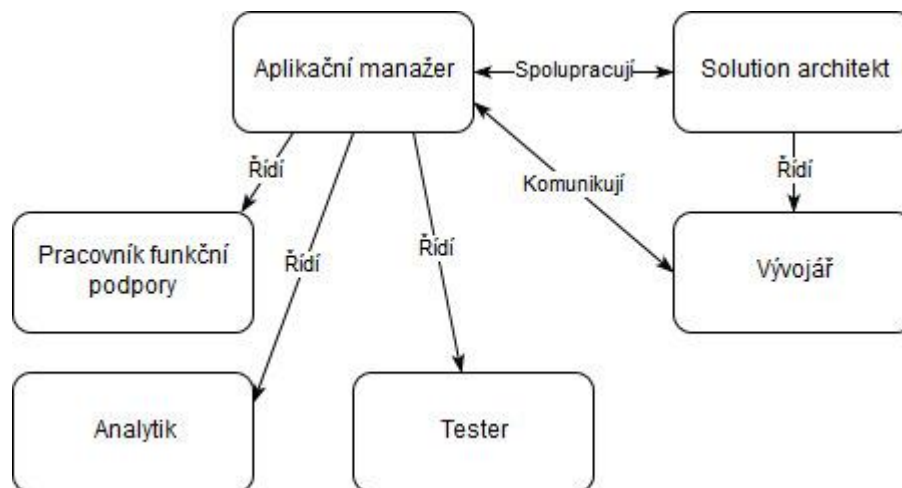 Aplikační manažer
Spolupracují
Solution architekt
Řídí
Komunikují
Řídí
Pracovník funkční
podpory
Řídí
Řídí
Vývojář
Analytik
Tester